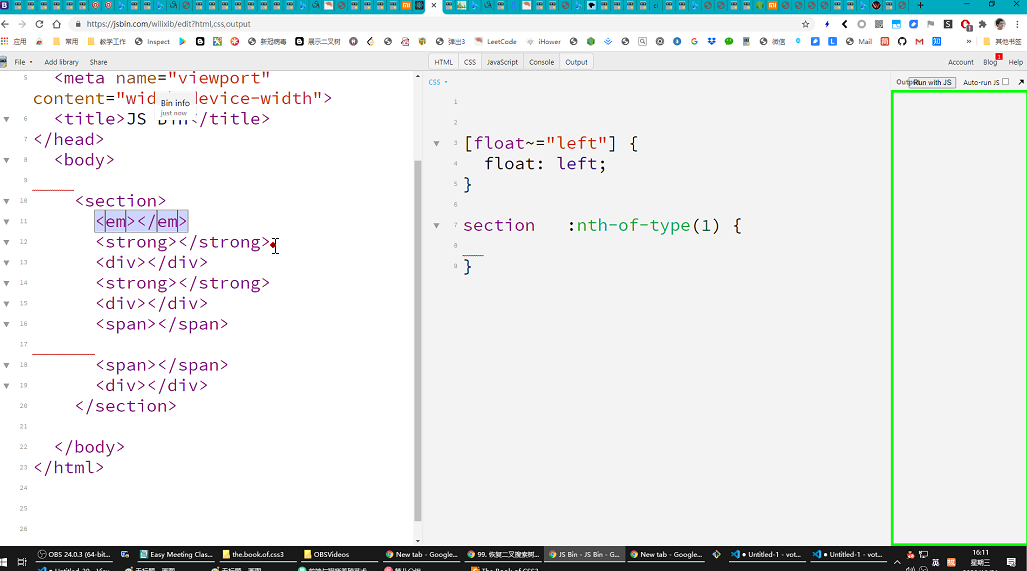 https://jsbin.com/wilixib/edit?html,css,output
应用 常用 教学工作 Inspect 新冠病毒 展示二叉树 弹出3 LeetCode iHower 微信 Mail » 其他书签
File Add library Share HTML CSS JavaScript Console Output Account Blog Help
CSS Run with JS Auto-run JS
5 <meta name="viewport"
content="wid device-width">
Bin info
just now
6 <title>JS Bin</title>
7 </head>
8 <body>
9
10 <section>
11 <em></em>
12 <strong></strong>
13 <div></div>
14 <strong></strong>
15 <div></div>
16 <span></span>
17
18 <span></span>
19 <div></div>
20 </section>
21
22 </body>
23 </html>
24
25
26
1
2
3 [float~="left"] {
4 float: left;
5 }
6
7 section :nth-of-type(1) {
8
9 }
OBS 24.0.3 (64-bit... Easy Meeting Clas... the.book.of.css3 OBSVideos New tab - Google... 99. 恢复二叉搜索树... JS Bin - JS Bin - G... New tab - Google... Untitled-1 - vot... Untitled-1 - vot...
英
16:11
星期三